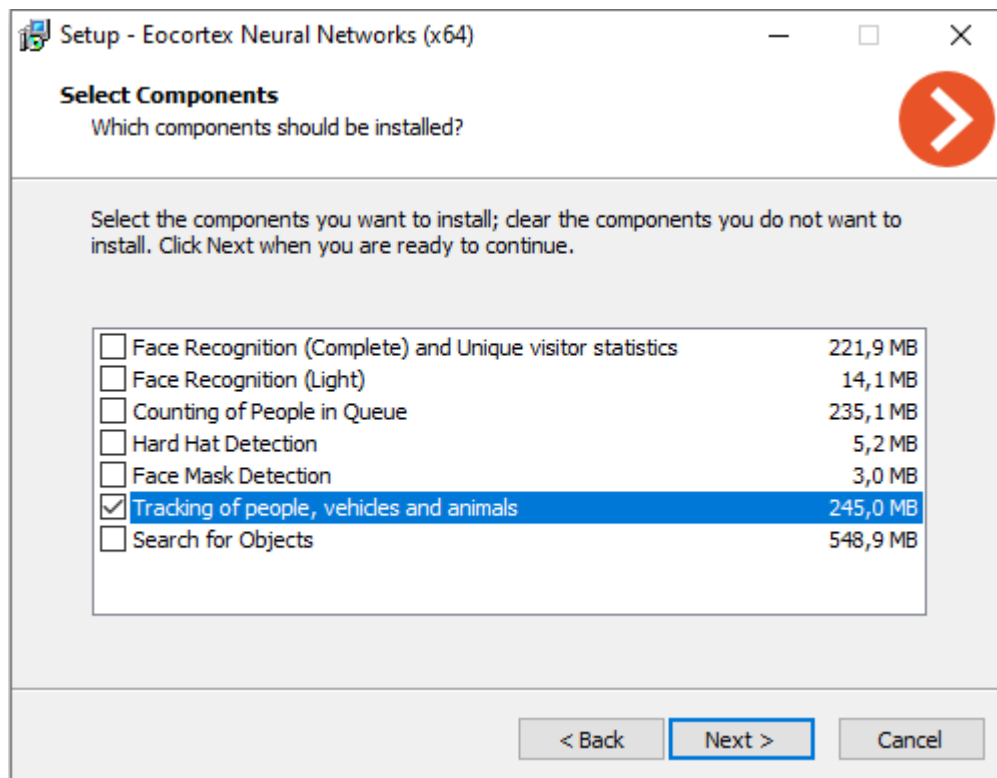 Setup - Eocortex Neural Networks (x64)
Select Components
Which components should be installed?
Select the components you want to install; clear the components you do not want to
install. Click Next when you are ready to continue.
Face Recognition (Complete) and Unique visitor statistics 221,9 MB
Face Recognition (Light) 14,1 MB
Counting of People in Queue 235,1 MB
Hard Hat Detection 5,2 MB
Face Mask Detection 3,0 MB
Tracking of people, vehicles and animals 245,0 MB
Search for Objects 548,9 MB
< Back Next > Cancel